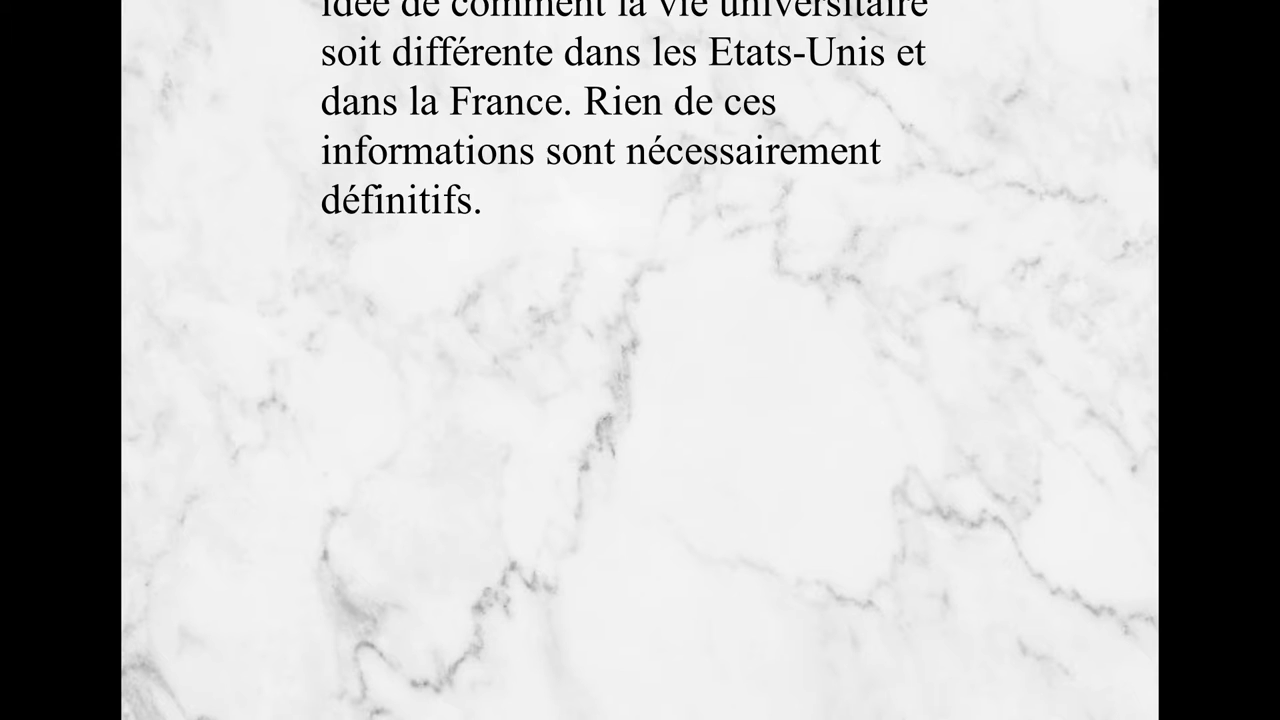 idée de comment la vie universitaire
soit différente dans les Etats-Unis et
dans la France. Rien de ces
informations sont nécessairement
définitifs.